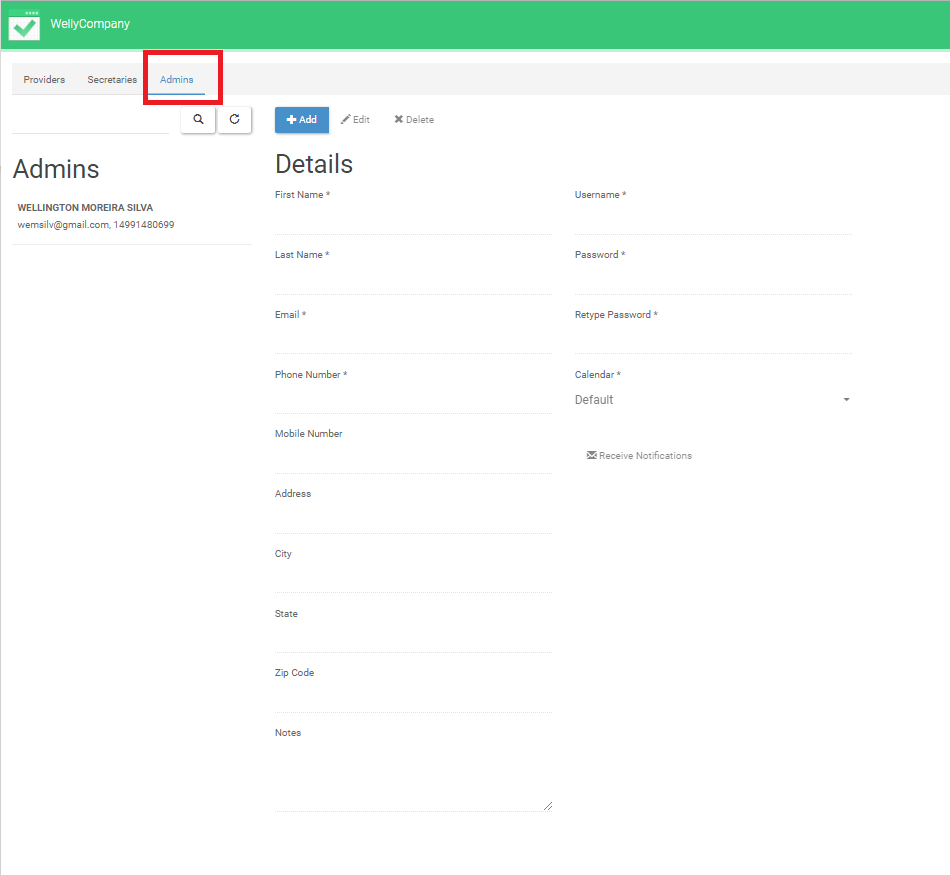 WellyCompany
Providers Secretaries Admins
Add Edit Delete
Admins
WELLINGTON MOREIRA SILVA
wemsilv@gmail.com, 14991480699
Details
First Name *
Username *
Last Name *
Password *
Email *
Retype Password *
Phone Number *
Calendar *
Default
Mobile Number
Receive Notifications
Address
City
State
Zip Code
Notes